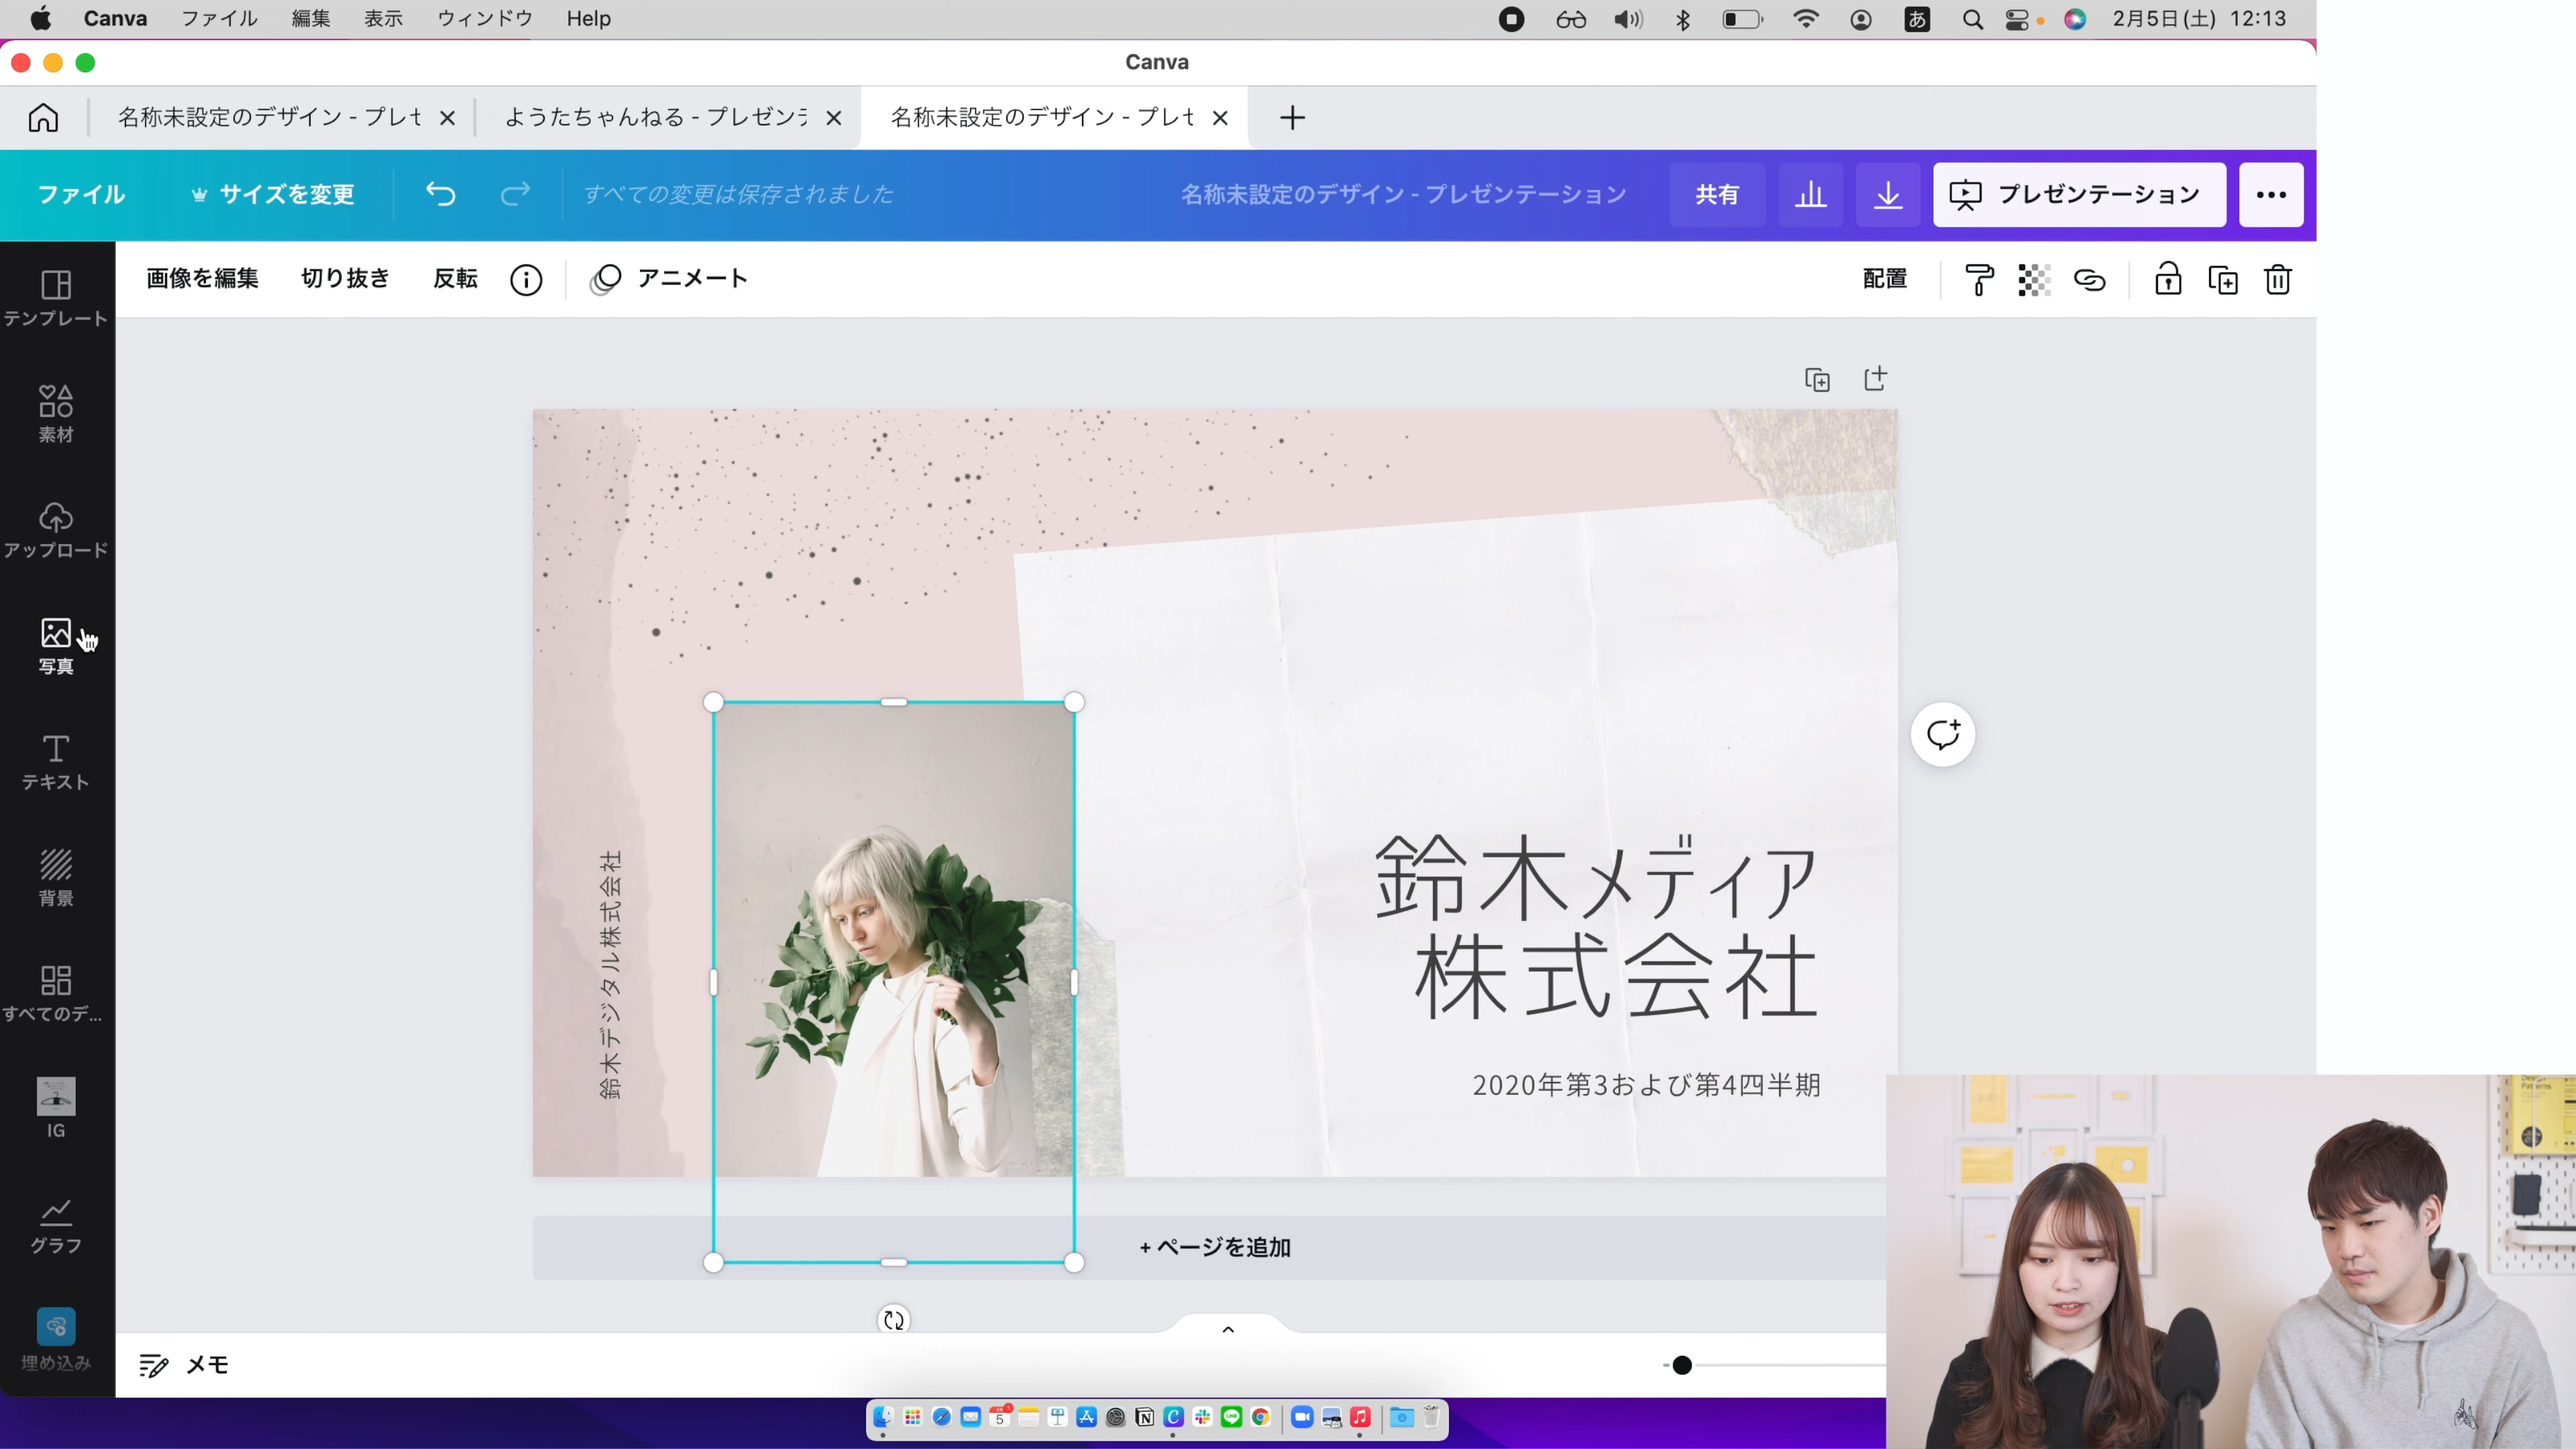 Canva ファイル 編集 表示 ウィンドウ Help
あ 2月5日(土) 12:13
Canva
名称未設定のデザイン - プレゼ
ようたちゃんねる - プレゼンテ
名称未設定のデザイン - プレゼ
ファイル サイズを変更 すべての変更は保存されました 名称未設定のデザイン - プレゼンテーション 共有 プレゼンテーション
画像を編集 切り抜き 反転 アニメート 配置
テンプレート
素材
アップロード
写真
テキスト
背景
すべてのデ...
IG
グラフ
埋め込み
鈴木デジタル株式会社
鈴木メディア
株式会社
2020年第3および第4四半期
+ ページを追加
メモ
5